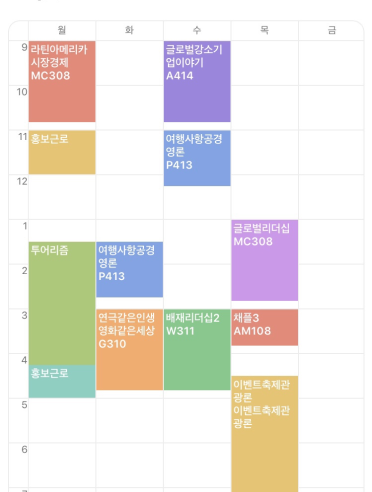 월
화
수
목
금
9
10
11
12
1
2
3
4
5
6
라틴아메리카
시장경제
MC308
홍보근로
투어리즘
홍보근로
여행사항공경
영론
P413
연극같은인생
영화같은세상
G310
글로벌강소기
업이야기
A414
여행사항공경
영론
P413
배재리더십2
W311
글로벌리더십
MC308
채플3
AM108
이벤트축제관
광론
이벤트축제관
광론